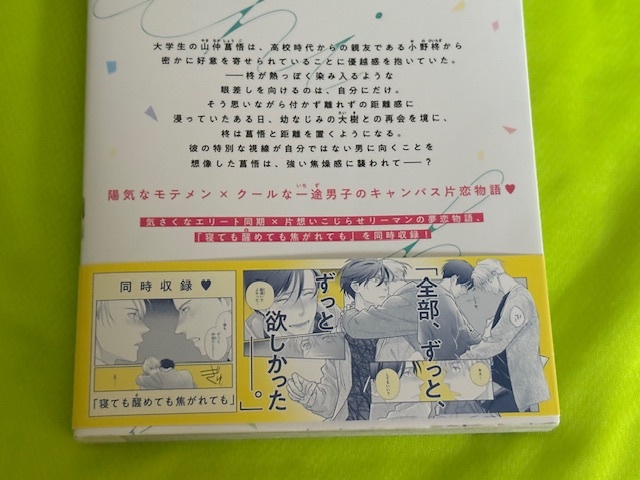 大学生の山仲菖悟は、高校時代からの親友である小野柊から
密かに好意を寄せられていることに優越感を抱いていた。
──柊が熱っぽく染み入るような
眼差しを向けるのは、自分にだけ。
そう思いながら付かず離れずの距離感に
浸っていたある日、幼なじみの大樹との再会を境に、
柊は菖悟と距離を置くようになる。
彼の特別な視線が自分ではない男に向くことを
想像した菖悟は、強い焦燥感に襲われて──？
陽気なモテメン×クールな一途男子のキャンパス片恋物語♥
気さくなエリート同期×片想いこじらせリーマンの夢恋物語、
「寝ても醒めても焦がれても」を同時収録！
同時収録♥
「寝ても醒めても焦がれても」
「全部、ずっと、
ずっと
欲しかった
──。」